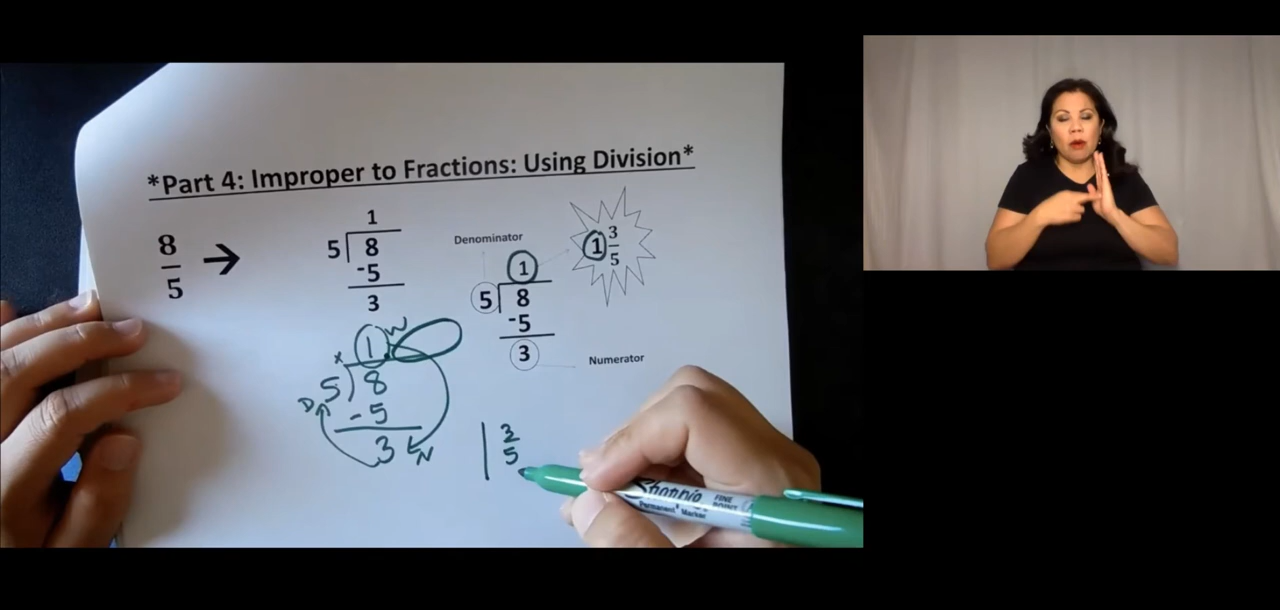 *Part 4: Improper to Fractions: Using Division*
8
5
→
1
5 8
-5
3
Denominator
1
5 8
-5
3
Numerator
1 3
5
1 W
x
5 8
D
-5
3 N
1 3
5
Sharpie
FINE
POINT
Permanent Marker